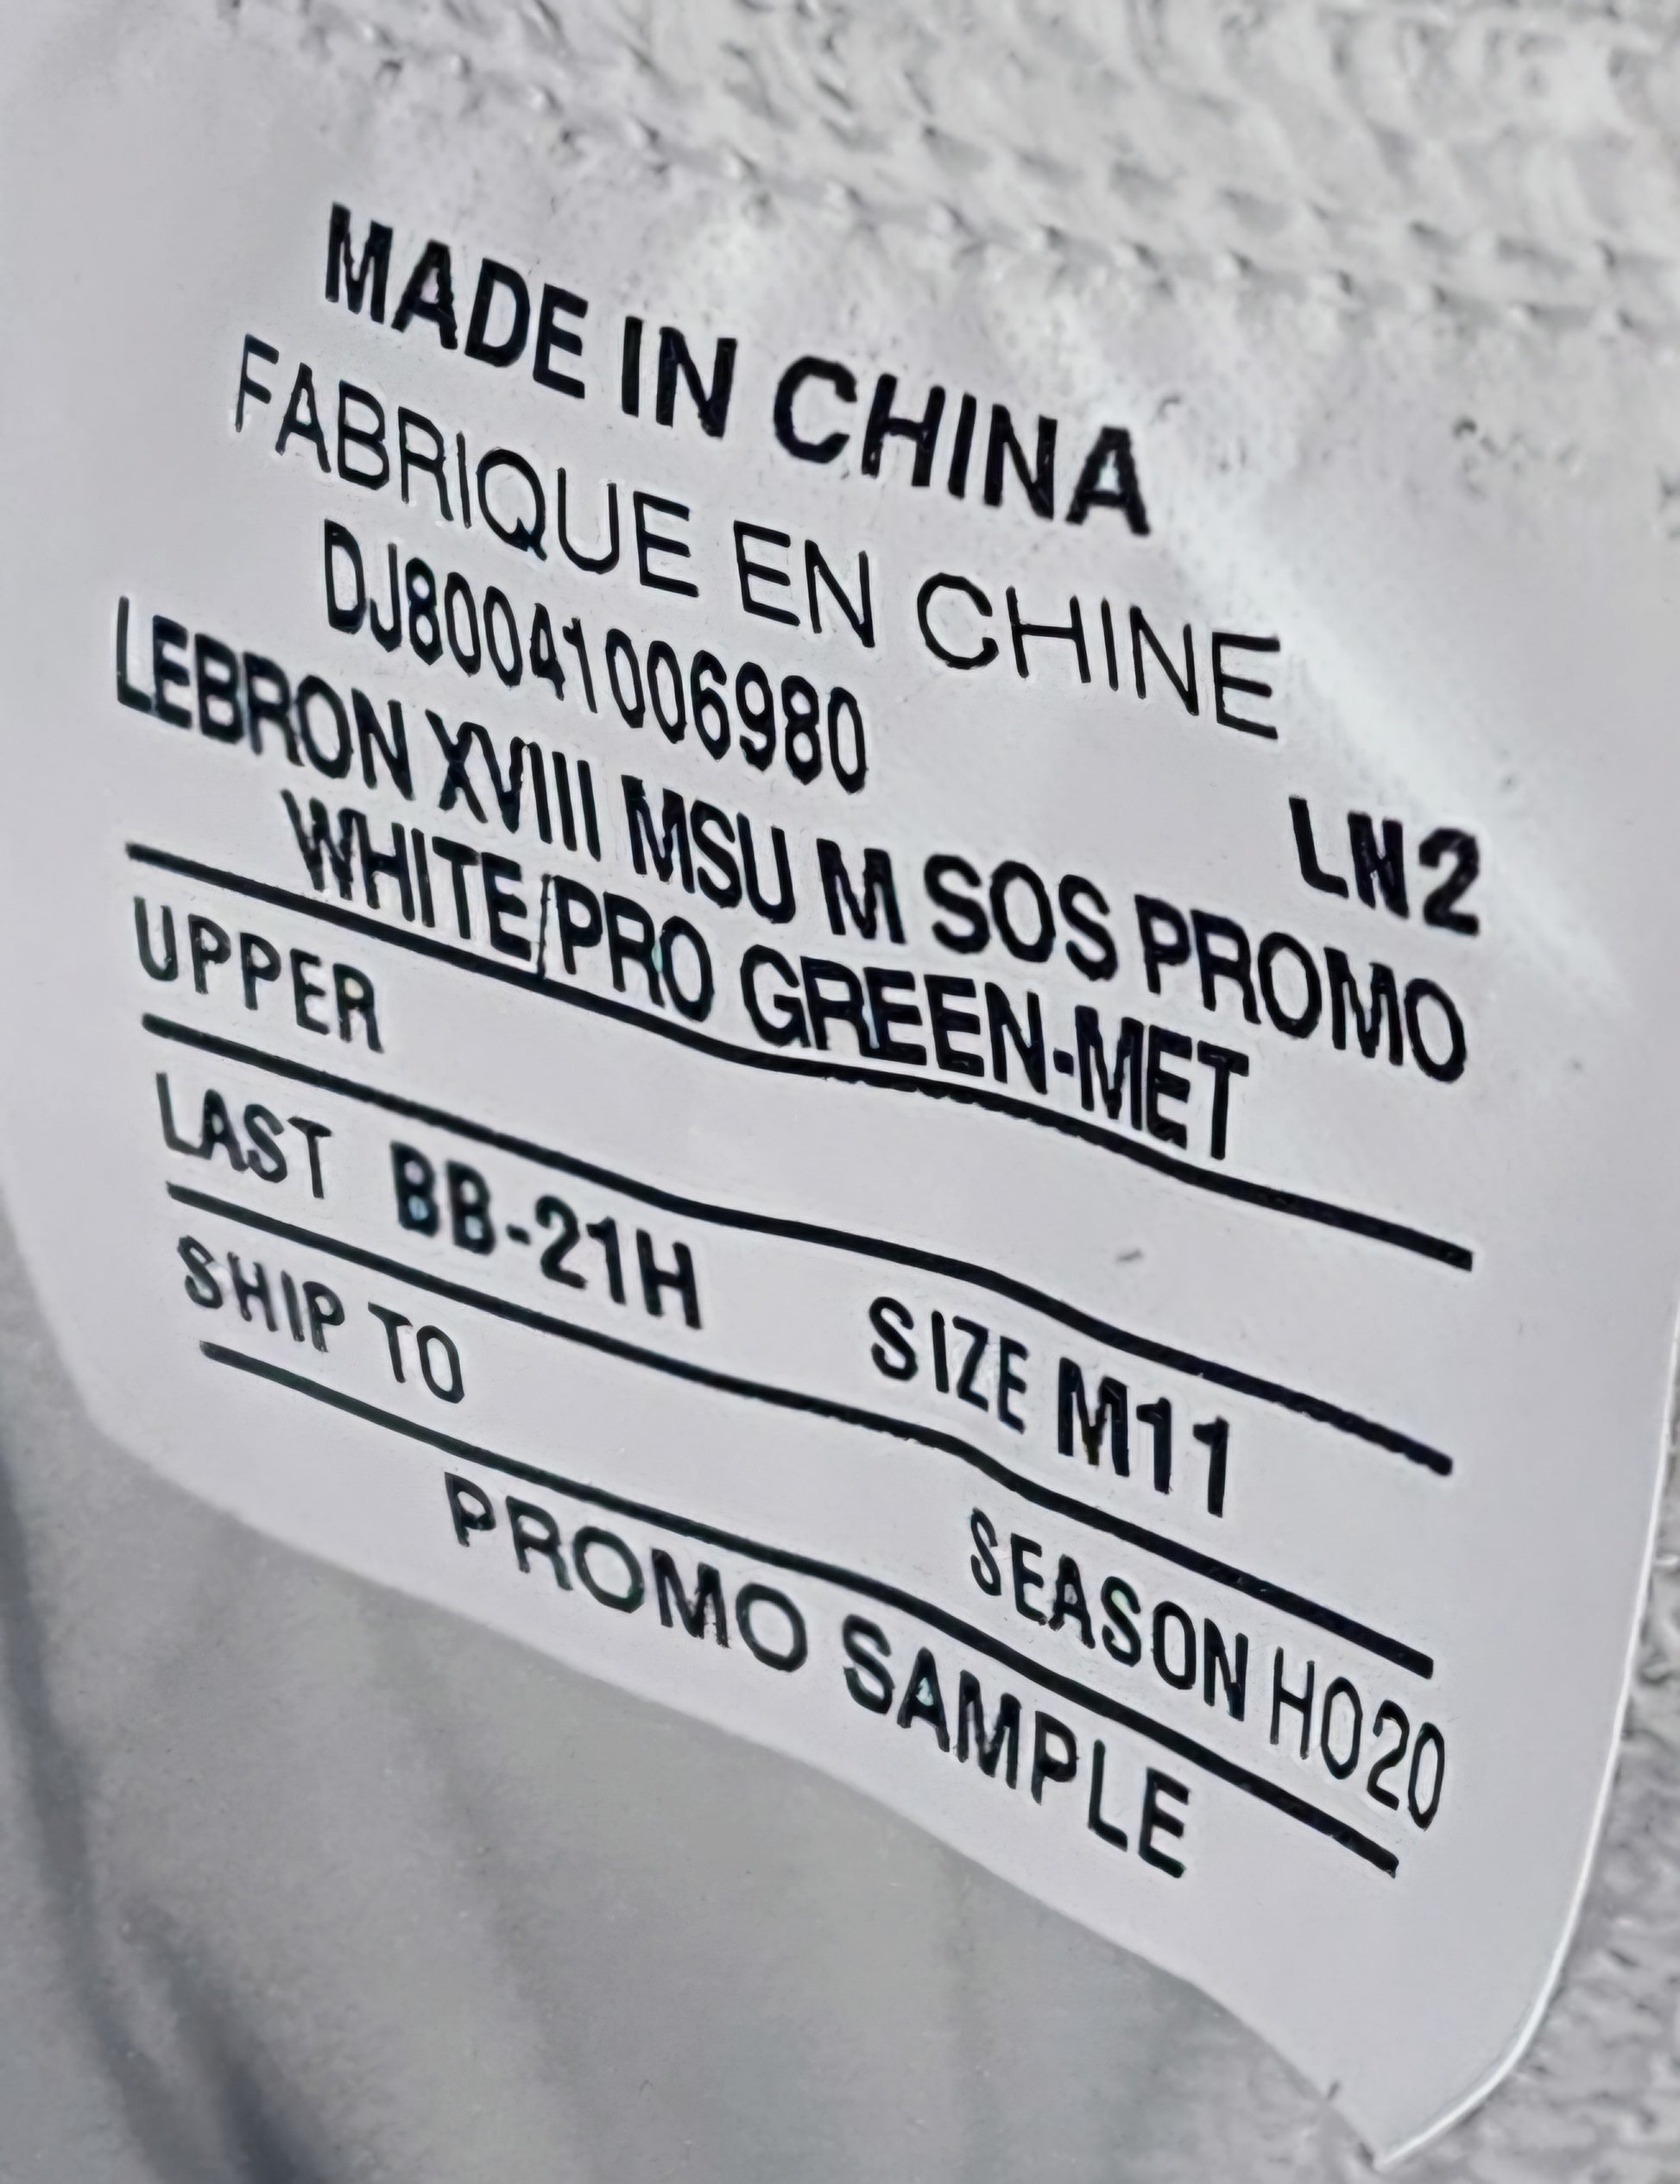 MADE IN CHINA
FABRIQUE EN CHINE
DJ80041006980
LN2
LEBRON XVIII MSU M SOS PROMO
WHITE/PRO GREEN-MET
UPPER
LAST BB-21H SIZE M11
SHIP TO SEASON HO20
PROMO SAMPLE